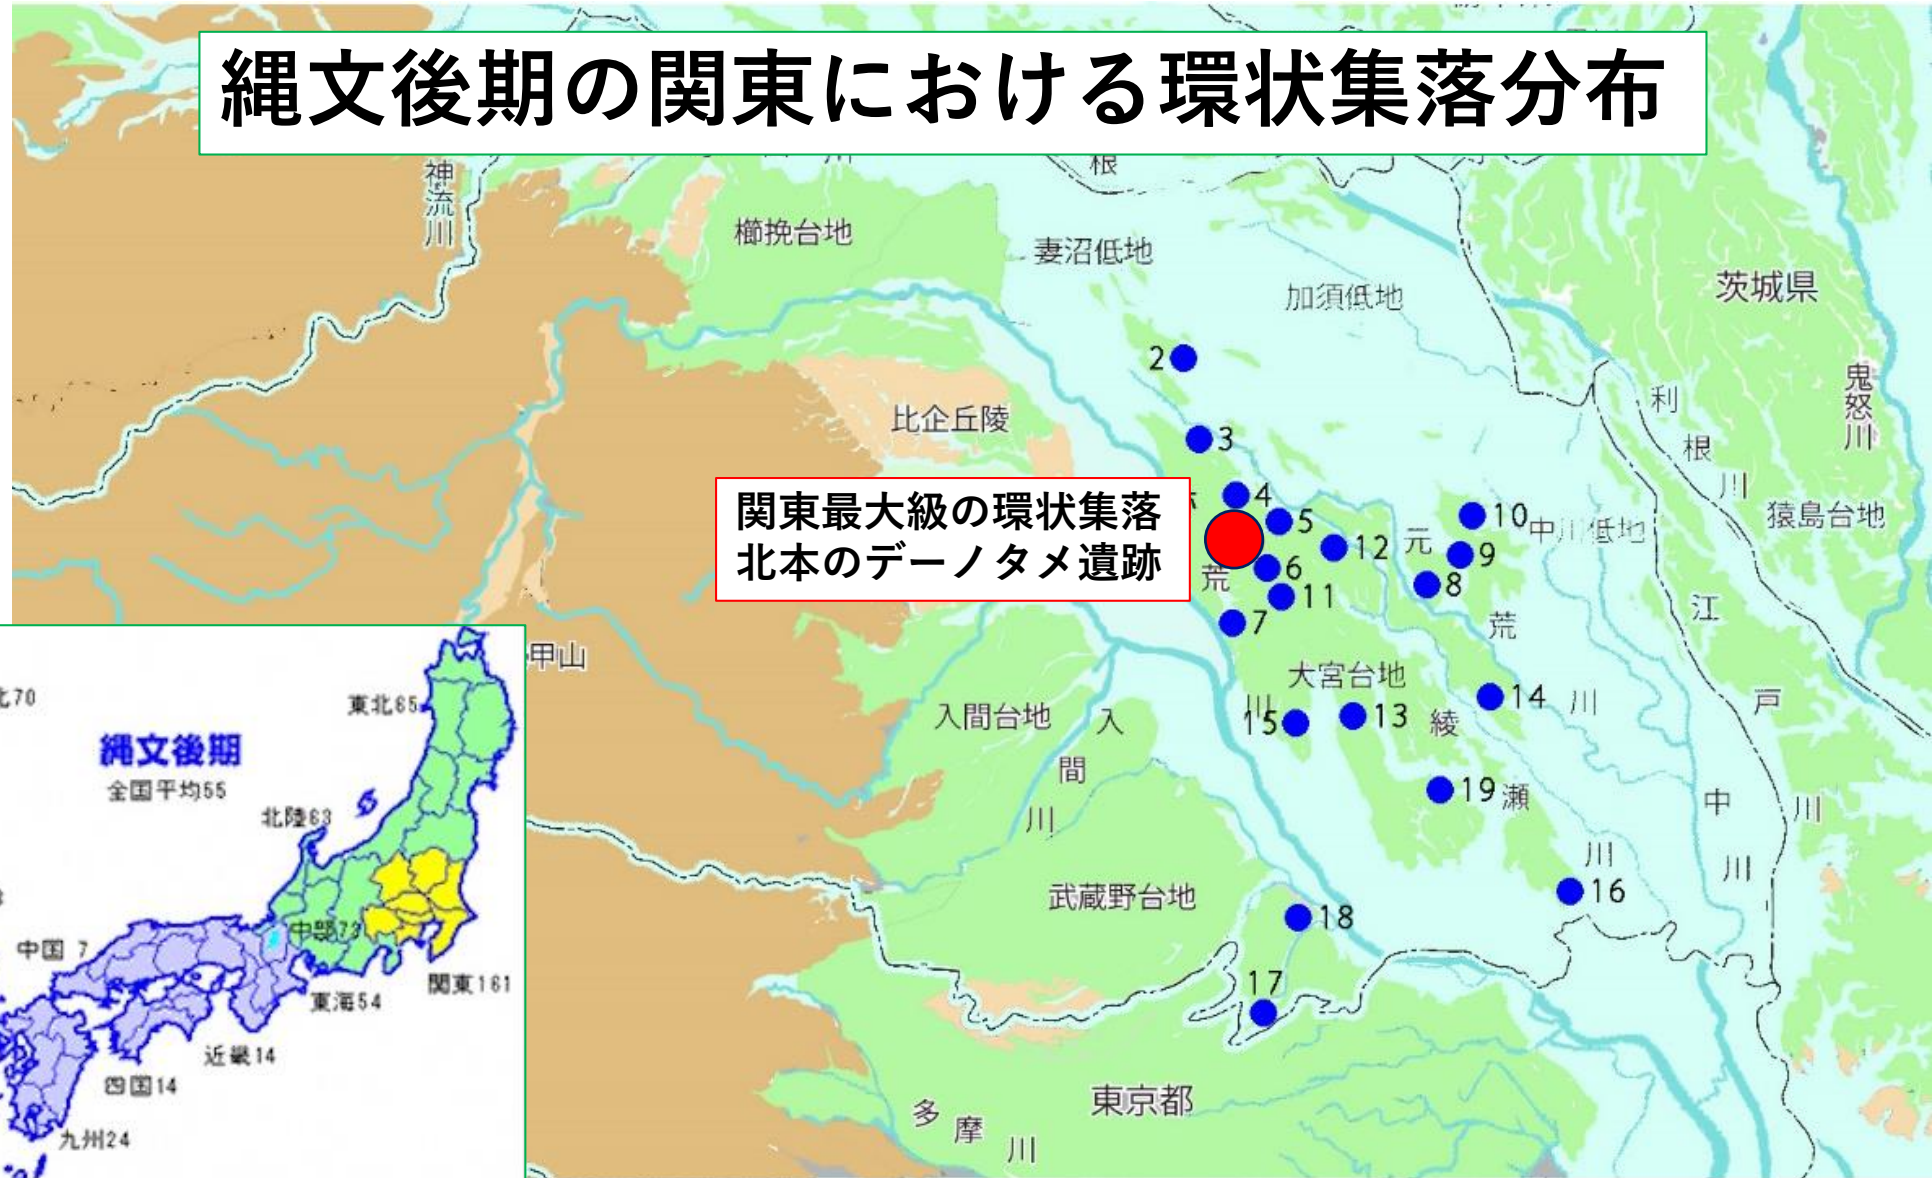 縄文後期の関東における環状集落分布
神流川
根
櫛挽台地
妻沼低地
加須低地
茨城県
鬼怒川
2
比企丘陵
3
利
根
川
関東最大級の環状集落
北本のデーノタメ遺跡
4
5
12
元
10
中川低地
猿島台地
荒
6
9
11
8
7
江
荒
甲山
大宮台地
14
川
戸
入間台地
入
川
15
13
綾
間
川
19
瀬
中
川
川
川
武蔵野台地
16
18
17
東京都
多
摩
川
70
東北65
縄文後期
全国平均55
北陸63
中部73
中国 7
関東161
東海54
近畿14
四国14
九州24